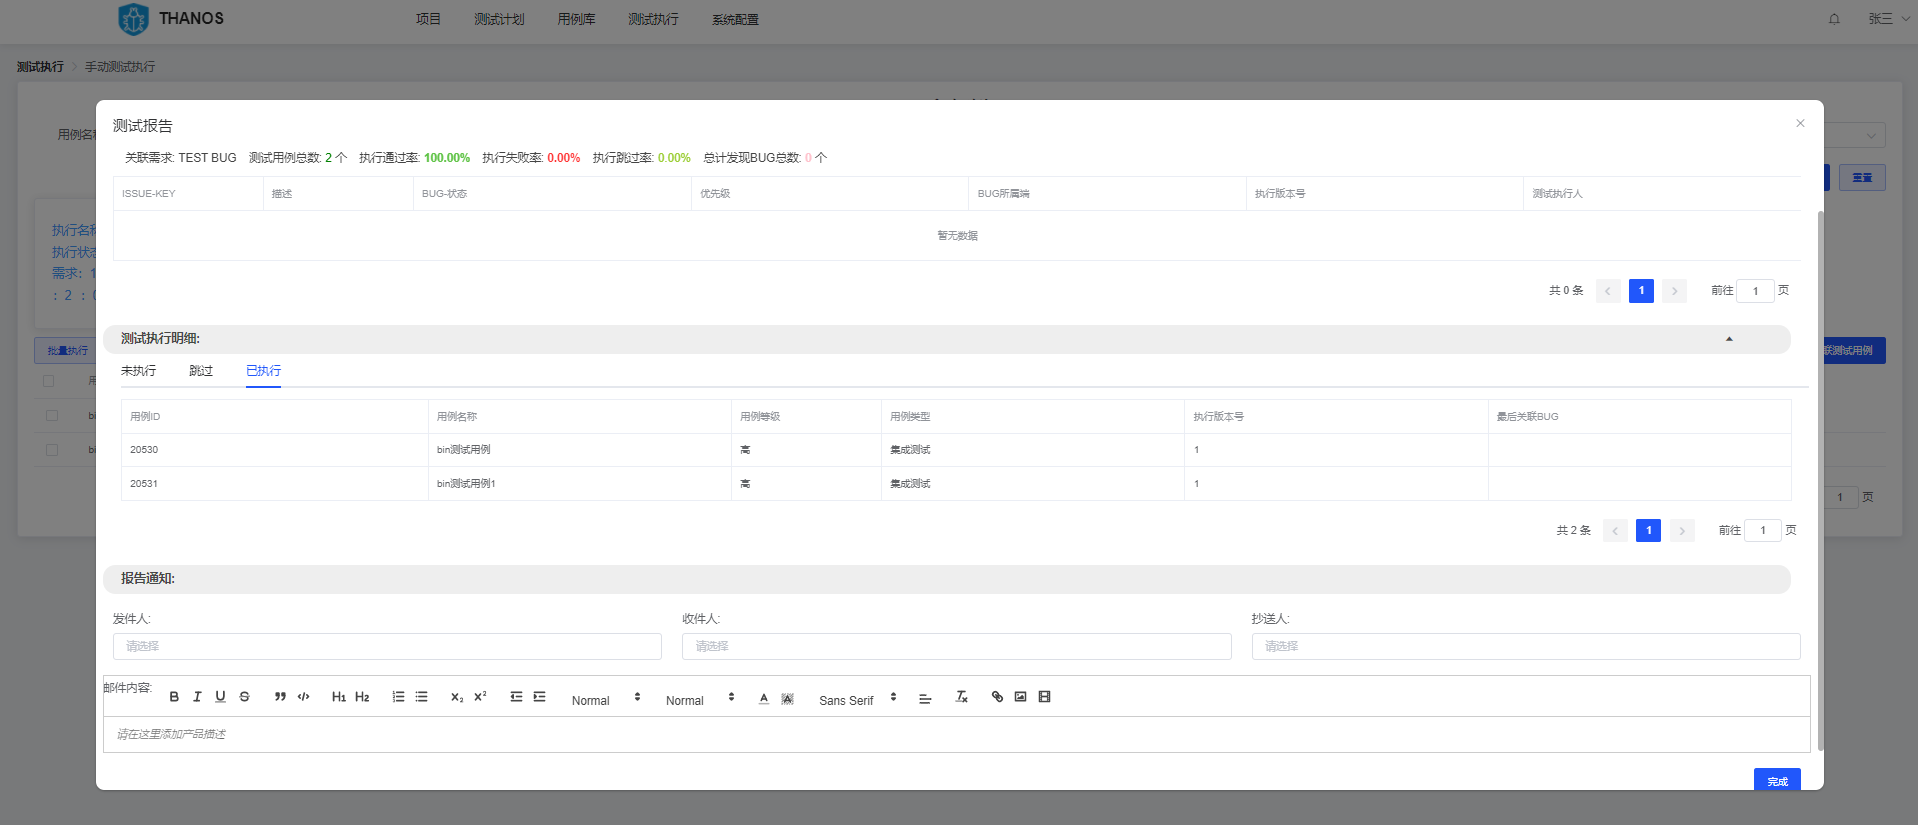 THANOS 项目 测试计划 用例库 测试执行 系统配置 张三
测试执行 手动测试执行
测试报告
用例名称
关联需求: TEST BUG 测试用例总数: 2 个 执行通过率: 100.00% 执行失败率: 0.00% 执行跳过率: 0.00% 总计发现BUG总数: 0 个
重置
ISSUE-KEY 描述 BUG-状态 优先级 BUG所属端 执行版本号 测试执行人
执行名称
暂无数据
执行状态
需求: 1
: 2 : 0
共 0 条 1 前往 1 页
测试执行明细:
批量执行 联测试用例
未执行 跳过 已执行
用
用例ID 用例名称 用例等级 用例类型 执行版本号 最后关联BUG
bi
20530 bin测试用例 高 集成测试 1
bi
20531 bin测试用例1 高 集成测试 1
1 页
共 2 条 1 前往 1 页
报告通知:
发件人: 收件人: 抄送人:
请选择 请选择 请选择
邮件内容: B I U S H1 H2 X2 X2 Normal Normal A A Sans Serif Tx
请在这里添加产品描述
完成